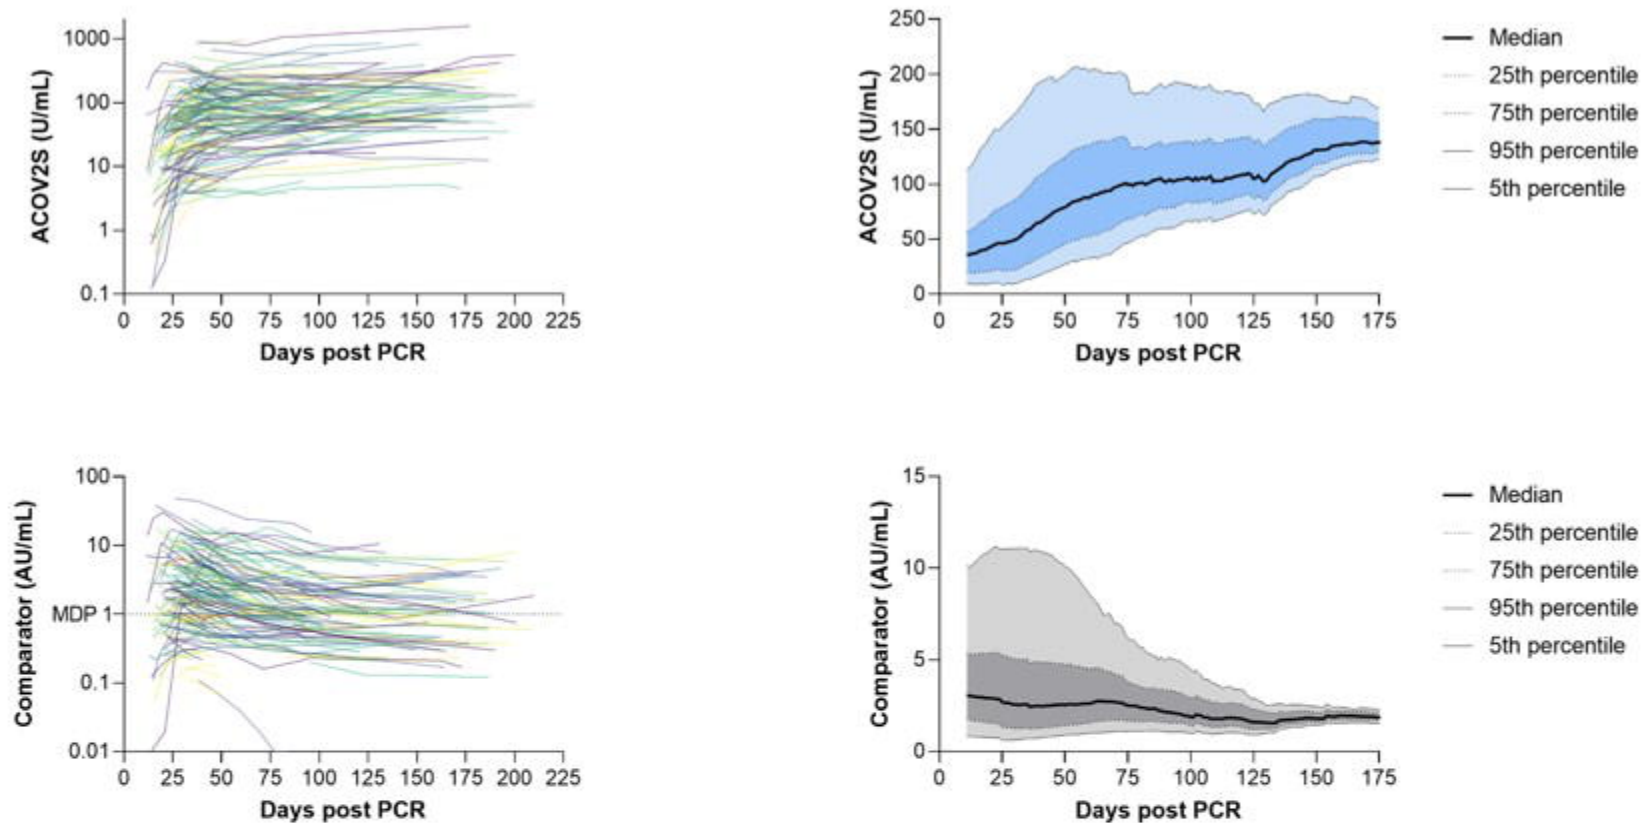 ACOV2S (U/mL)
1000
100
10
1
0.1
0 25 50 75 100 125 150 175 200 225
Days post PCR
ACOV2S (U/mL)
250
200
150
100
50
0
0 25 50 75 100 125 150 175
Days post PCR
Median
25th percentile
75th percentile
95th percentile
5th percentile
Comparator (AU/mL)
100
10
MDP 1
0.1
0.01
0 25 50 75 100 125 150 175 200 225
Days post PCR
Comparator (AU/mL)
15
10
5
0
0 25 50 75 100 125 150 175
Days post PCR
Median
25th percentile
75th percentile
95th percentile
5th percentile